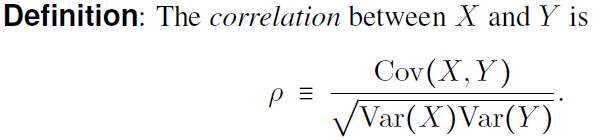 Definition: The correlation between X and Y is
ρ ≡ Cov(X, Y) / √Var(X)Var(Y).